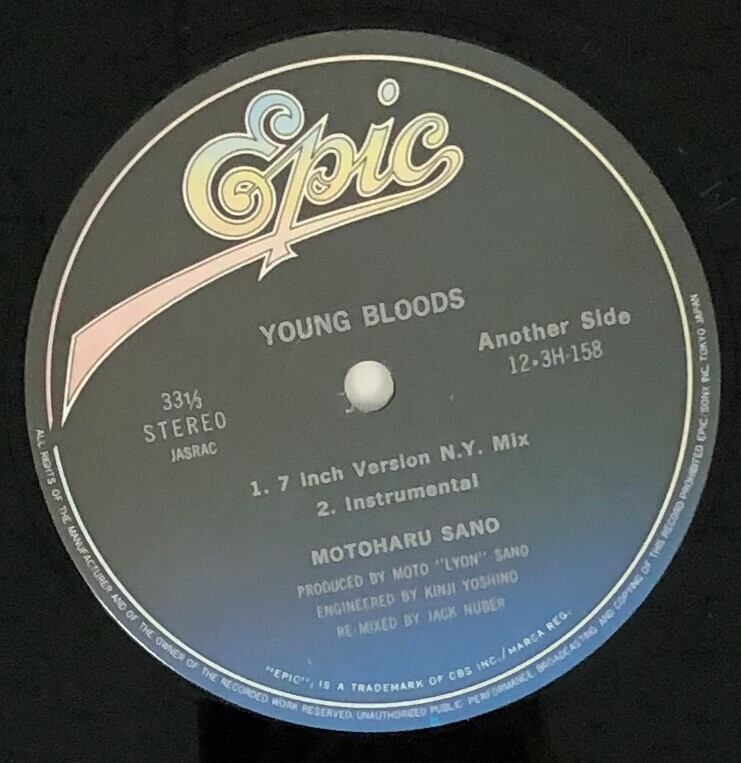 Epic
YOUNG BLOODS
Another Side
12・3H-158
33⅓
STEREO
JASRAC
1. 7 Inch Version N.Y. Mix
2. Instrumental
MOTOHARU SANO
PRODUCED BY MOTO "LYON" SANO
ENGINEERED BY KINJI YOSHINO
RE-MIXED BY JACK NUBER
"EPIC", IS A TRADEMARK OF CBS INC./MARCA REG.
ALL RIGHTS OF THE MANUFACTURER AND OF THE OWNER OF THE RECORDED WORK RESERVED. UNAUTHORIZED PUBLIC PERFORMANCE, BROADCASTING AND COPYING OF THIS RECORD PROHIBITED EPIC/SONY INC. TOKYO JAPAN